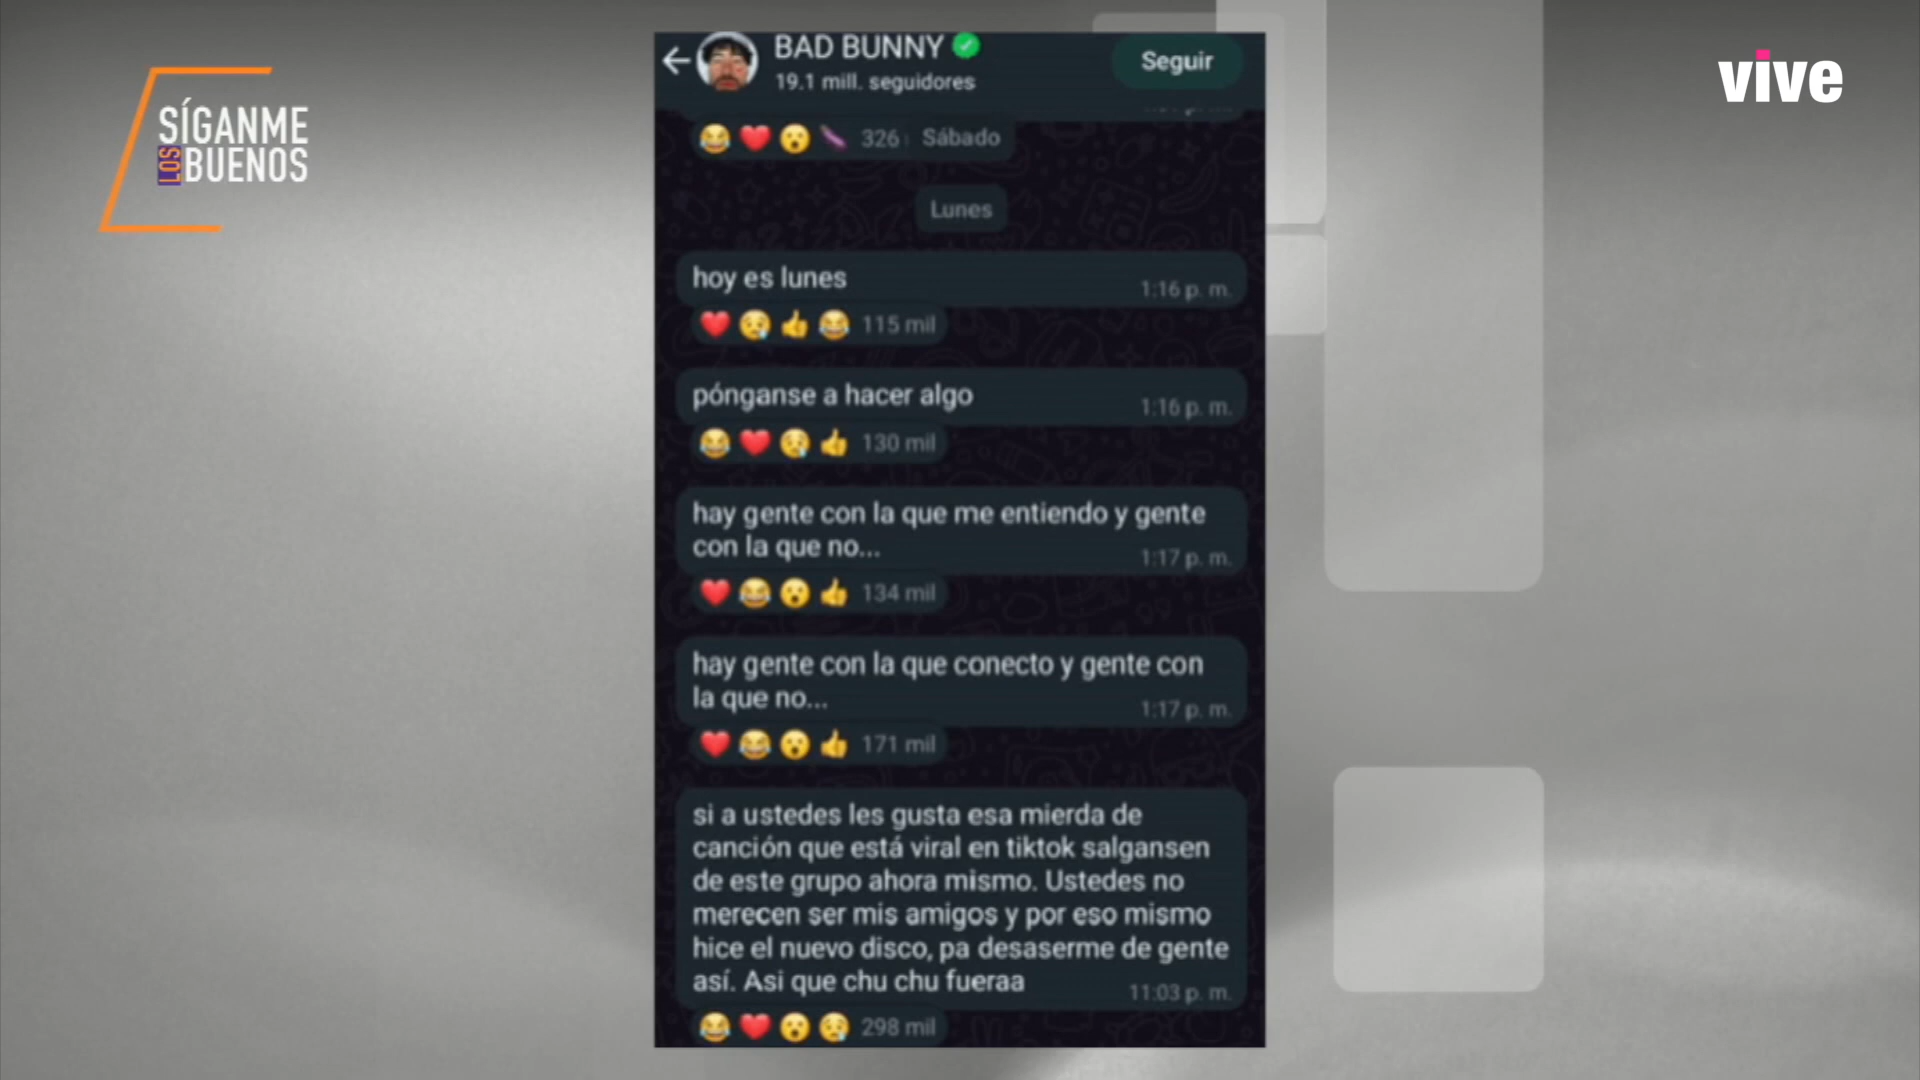 SÍGANME
LOS
BUENOS
vive
BAD BUNNY
19.1 mill. seguidores
Seguir
326
Sábado
Lunes
hoy es lunes
1:16 p. m.
115 mil
pónganse a hacer algo
1:16 p. m.
130 mil
hay gente con la que me entiendo y gente
con la que no...
1:17 p. m.
134 mil
hay gente con la que conecto y gente con
la que no...
1:17 p. m.
171 mil
si a ustedes les gusta esa mierda de
canción que está viral en tiktok salgansen
de este grupo ahora mismo. Ustedes no
merecen ser mis amigos y por eso mismo
hice el nuevo disco, pa desaserme de gente
así. Asi que chu chu fueraa
11:03 p. m.
298 mil